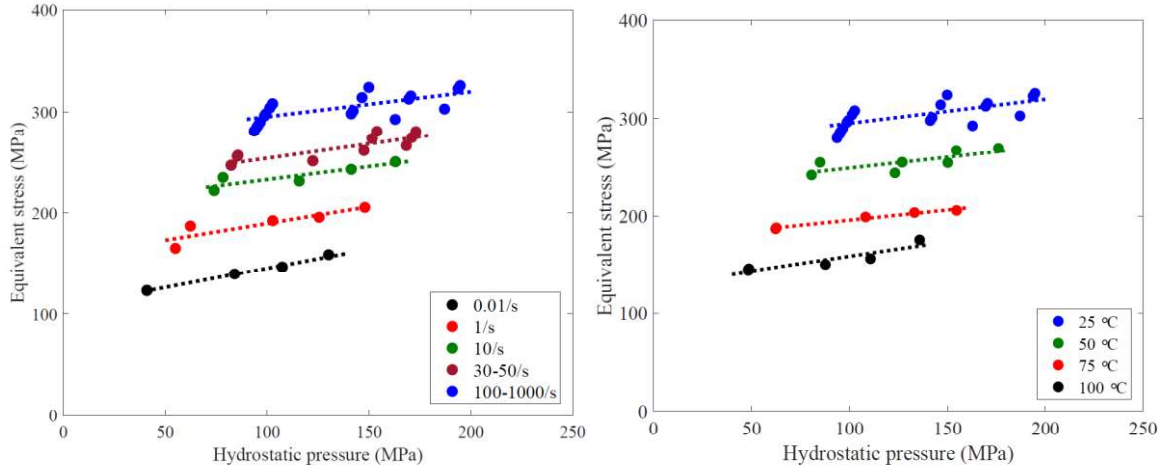 400
300
200
100
0
Equivalent stress (MPa)
0.01/s
1/s
10/s
30-50/s
100-1000/s
0 50 100 150 200 250
Hydrostatic pressure (MPa)
400
300
200
100
0
Equivalent stress (MPa)
25 °C
50 °C
75 °C
100 °C
0 50 100 150 200 250
Hydrostatic pressure (MPa)